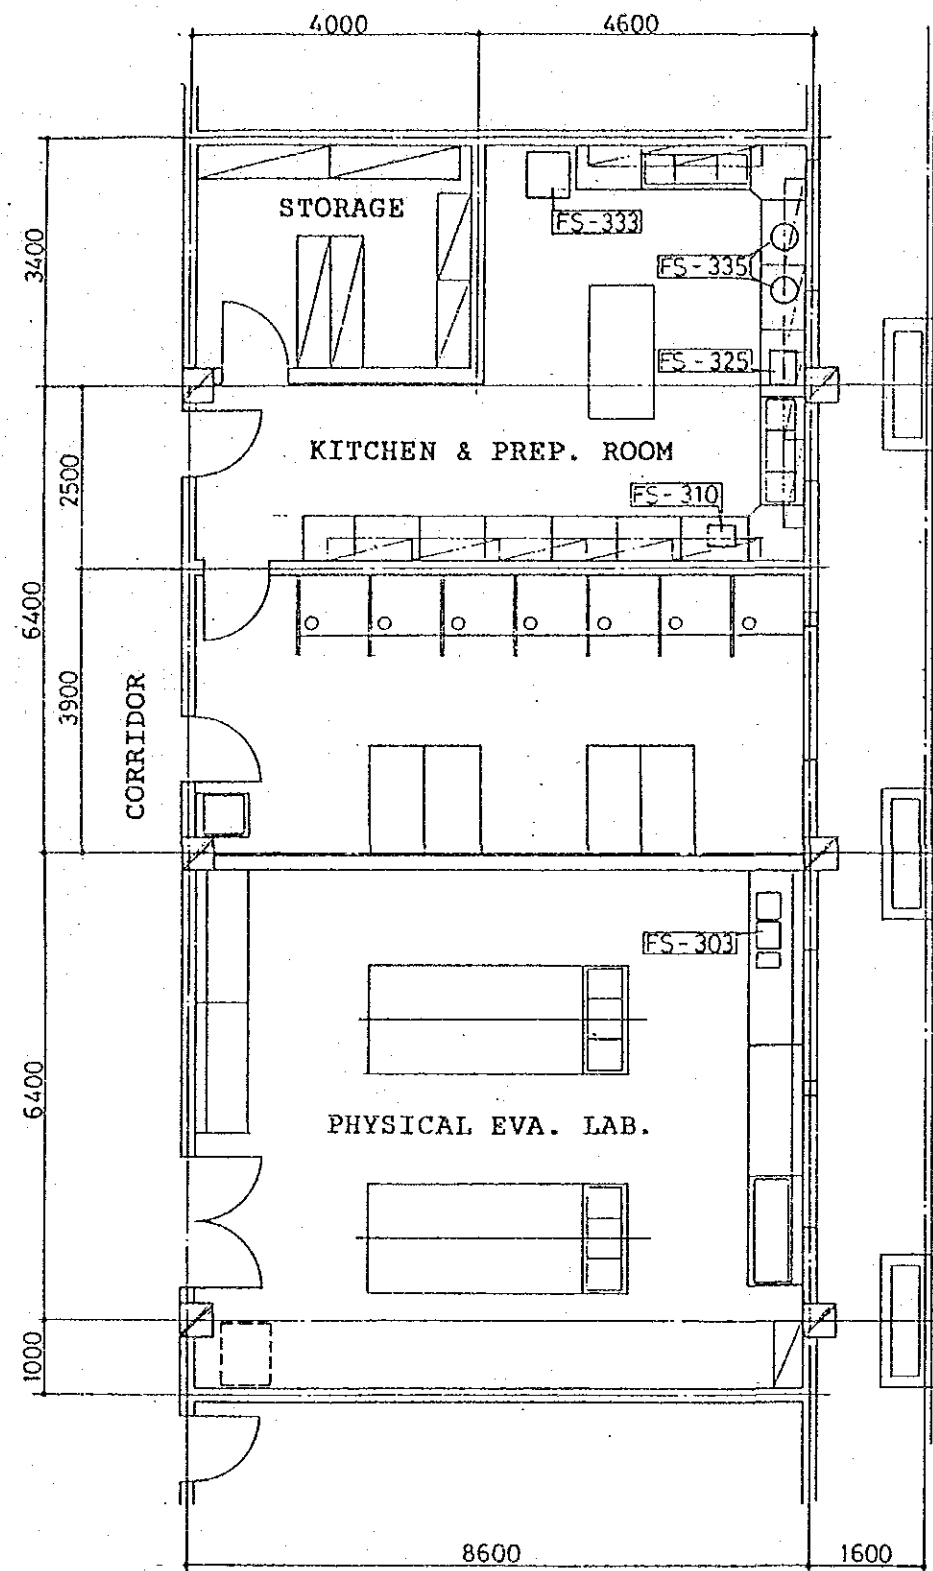 4000
4600
STORAGE
FS-333
3400
FS-335
FS-325
KITCHEN & PREP. ROOM
2500
FS-310
6400
3900
CORRIDOR
FS-303
6400
PHYSICAL EVA. LAB.
1000
8600
1600